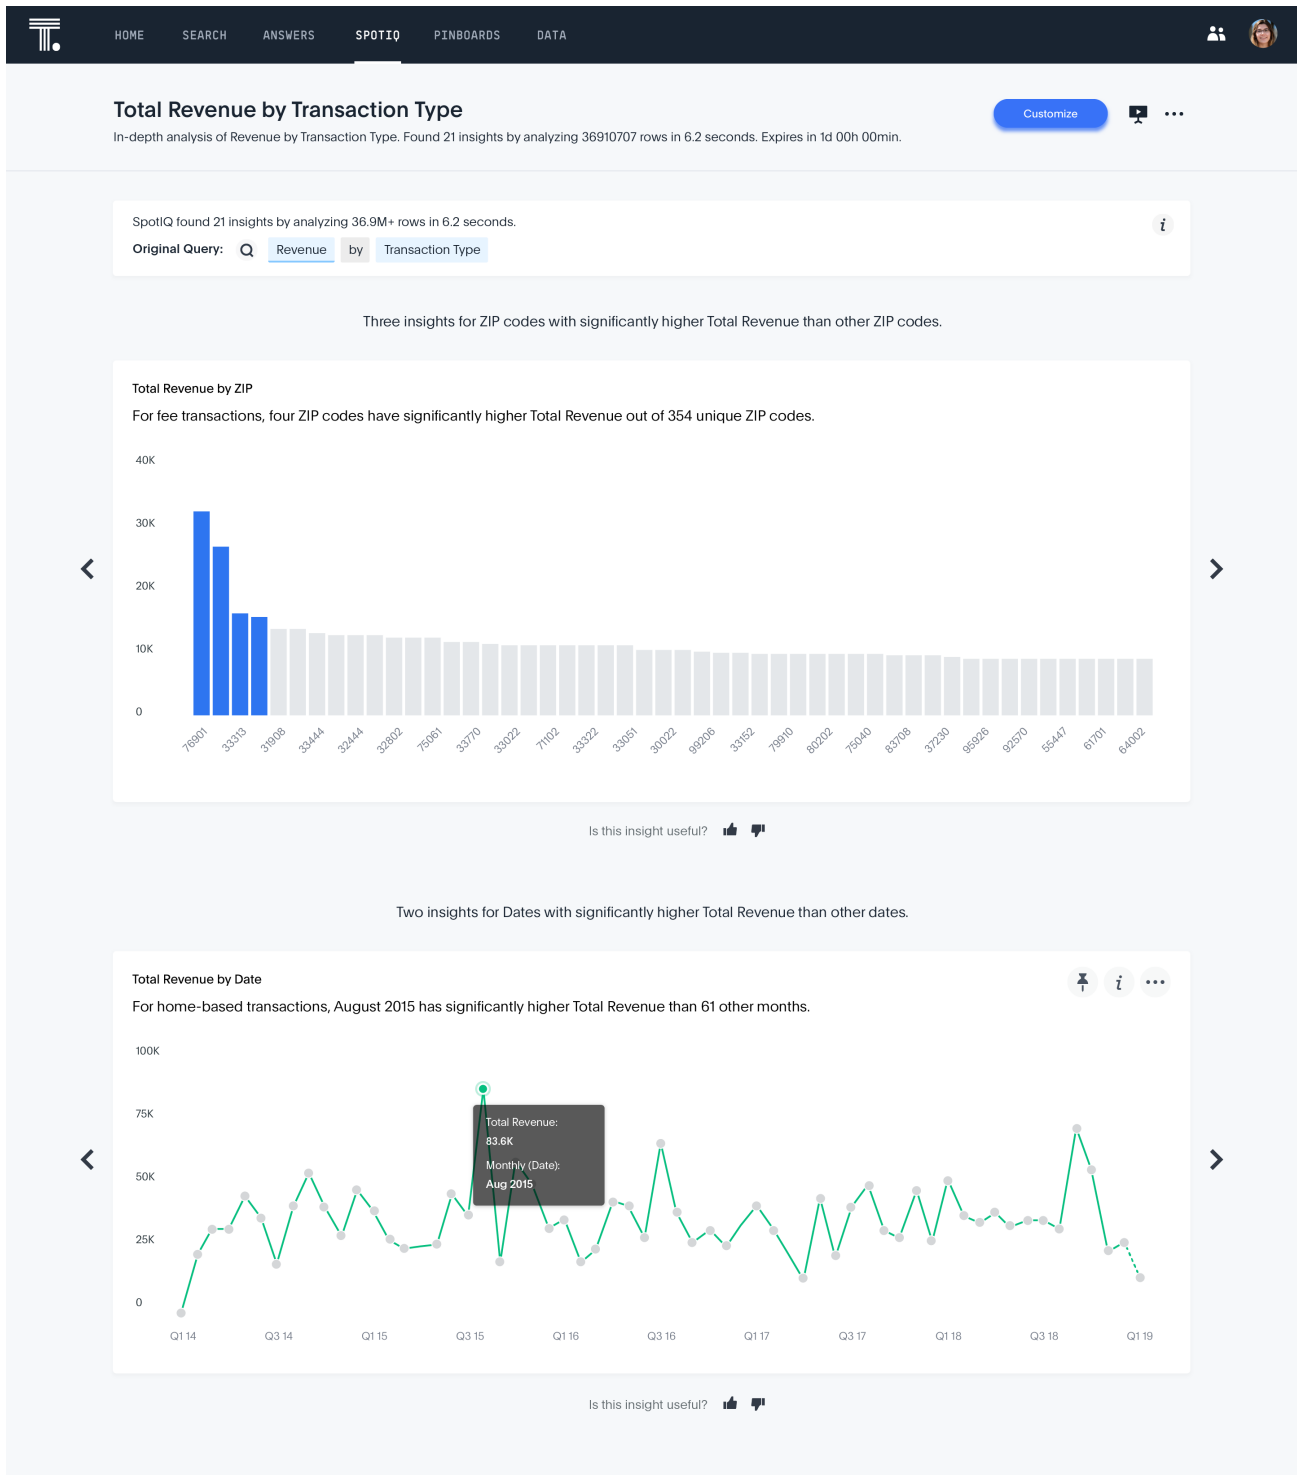 T.
HOME SEARCH ANSWERS SPOTIQ PINBOARDS DATA
Total Revenue by Transaction Type
Customize
In-depth analysis of Revenue by Transaction Type. Found 21 insights by analyzing 36910707 rows in 6.2 seconds. Expires in 1d 00h 00min.
SpotIQ found 21 insights by analyzing 36.9M+ rows in 6.2 seconds.
i
Original Query: Revenue by Transaction Type
Three insights for ZIP codes with significantly higher Total Revenue than other ZIP codes.
Total Revenue by ZIP
For fee transactions, four ZIP codes have significantly higher Total Revenue out of 354 unique ZIP codes.
40K
30K
20K
10K
0
76901 33313 31908 33444 32444 32802 75061 33770 33022 71102 33322 33051 30022 99206 33152 79910 80202 75040 83708 37230 95926 92570 55447 61701 64002
Is this insight useful?
Two insights for Dates with significantly higher Total Revenue than other dates.
Total Revenue by Date
i
For home-based transactions, August 2015 has significantly higher Total Revenue than 61 other months.
100K
75K
50K
25K
0
Total Revenue:
83.6K
Monthly (Date):
Aug 2015
Q1 14 Q3 14 Q1 15 Q3 15 Q1 16 Q3 16 Q1 17 Q3 17 Q1 18 Q3 18 Q1 19
Is this insight useful?